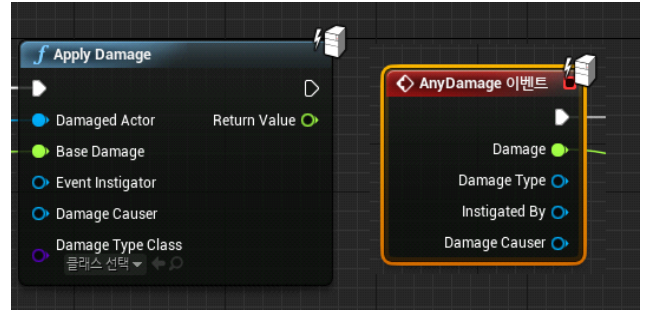 f Apply Damage
Damaged Actor Return Value
Base Damage
Event Instigator
Damage Causer
Damage Type Class
클래스 선택
AnyDamage 이벤트
Damage
Damage Type
Instigated By
Damage Causer